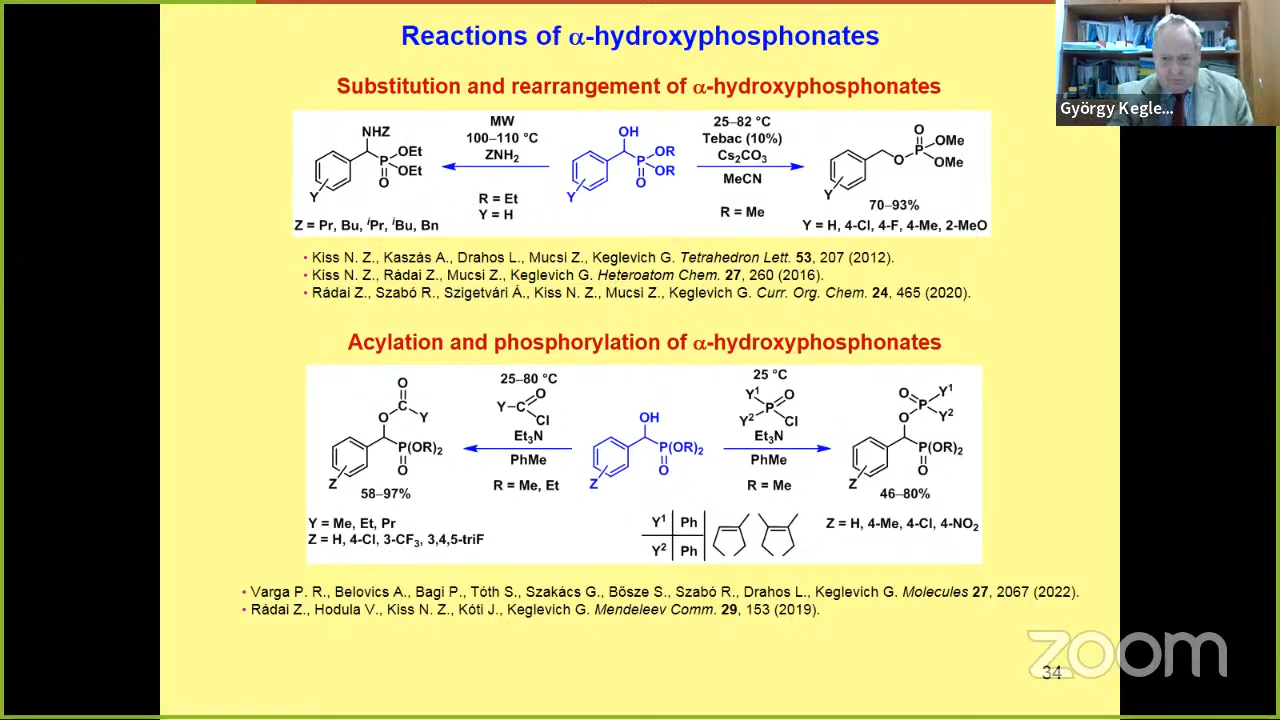 Reactions of α-hydroxyphosphonates
György Kegle...
Substitution and rearrangement of α-hydroxyphosphonates
NHZ
OEt
P
OEt
O
Y
Z = Pr, Bu, iPr, iBu, Bn
MW
100–110 °C
ZNH2
R = Et
Y = H
OH
OR
P
OR
O
Y
25–82 °C
Tebac (10%)
Cs2CO3
MeCN
R = Me
O
OMe
P
O
OMe
Y
70–93%
Y = H, 4-Cl, 4-F, 4-Me, 2-MeO
• Kiss N. Z., Kaszás A., Drahos L., Mucsi Z., Keglevich G. Tetrahedron Lett. 53, 207 (2012).
• Kiss N. Z., Rádai Z., Mucsi Z., Keglevich G. Heteroatom Chem. 27, 260 (2016).
• Rádai Z., Szabó R., Szigetvári Á., Kiss N. Z., Mucsi Z., Keglevich G. Curr. Org. Chem. 24, 465 (2020).
Acylation and phosphorylation of α-hydroxyphosphonates
O
C
O
Y
P(OR)2
O
Z
58–97%
Y = Me, Et, Pr
Z = H, 4-Cl, 3-CF3, 3,4,5-triF
25–80 °C
O
Y–C
Cl
Et3N
PhMe
R = Me, Et
OH
P(OR)2
O
Z
25 °C
Y1
O
P
Y2
Cl
Et3N
PhMe
R = Me
Y1 Ph
Y2 Ph
O
Y1
P
Y2
O
P(OR)2
O
Z
46–80%
Z = H, 4-Me, 4-Cl, 4-NO2
• Varga P. R., Belovics A., Bagi P., Tóth S., Szakács G., Bősze S., Szabó R., Drahos L., Keglevich G. Molecules 27, 2067 (2022).
• Rádai Z., Hodula V., Kiss N. Z., Kóti J., Keglevich G. Mendeleev Comm. 29, 153 (2019).
zoom
34